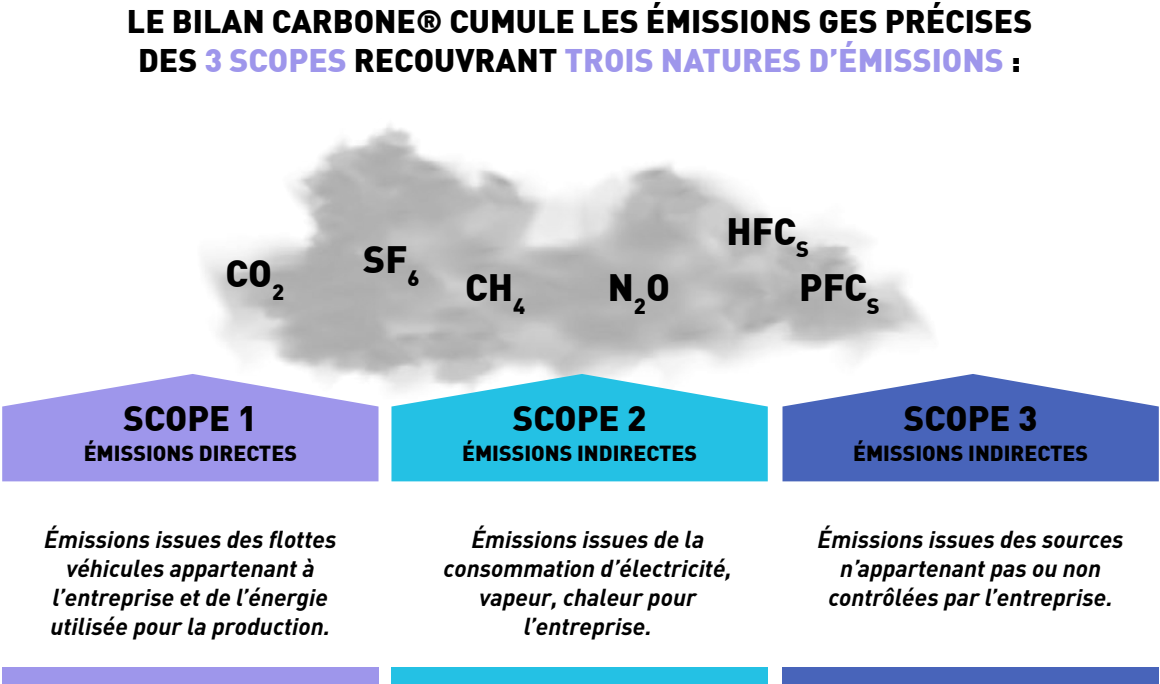 LE BILAN CARBONE® CUMULE LES ÉMISSIONS GES PRÉCISES
DES 3 SCOPES RECOUVRANT TROIS NATURES D’ÉMISSIONS :
CO₂
SF₆
CH₄
N₂O
HFCₛ
PFCₛ
SCOPE 1
ÉMISSIONS DIRECTES
Émissions issues des flottes
véhicules appartenant à
l’entreprise et de l’énergie
utilisée pour la production.
SCOPE 2
ÉMISSIONS INDIRECTES
Émissions issues de la
consommation d’électricité,
vapeur, chaleur pour
l’entreprise.
SCOPE 3
ÉMISSIONS INDIRECTES
Émissions issues des sources
n’appartenant pas ou non
contrôlées par l’entreprise.